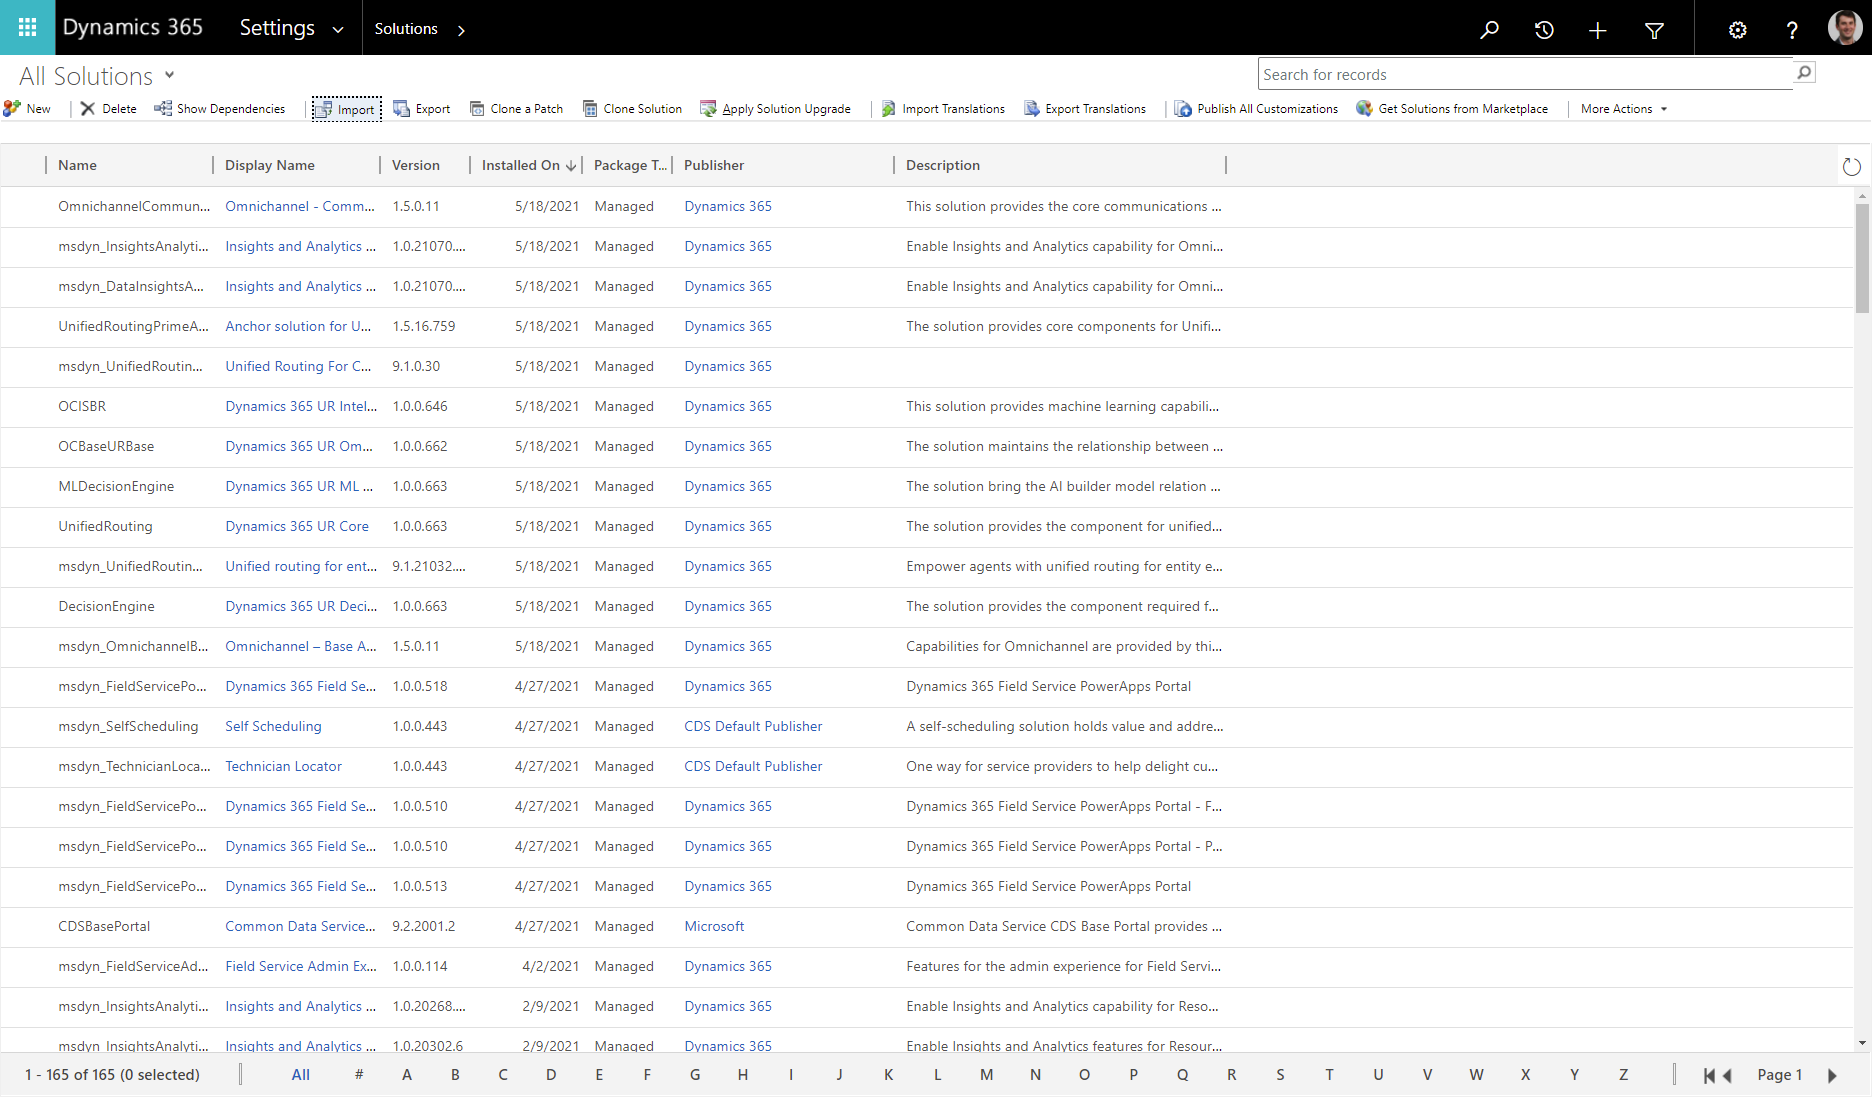 Dynamics 365 Settings Solutions
All Solutions Search for records
New Delete Show Dependencies Import Export Clone a Patch Clone Solution Apply Solution Upgrade Import Translations Export Translations Publish All Customizations Get Solutions from Marketplace More Actions
Name Display Name Version Installed On Package T... Publisher Description
OmnichannelCommun... Omnichannel - Comm... 1.5.0.11 5/18/2021 Managed Dynamics 365 This solution provides the core communications ...
msdyn_InsightsAnalyti... Insights and Analytics ... 1.0.21070.... 5/18/2021 Managed Dynamics 365 Enable Insights and Analytics capability for Omni...
msdyn_DataInsightsA... Insights and Analytics ... 1.0.21070.... 5/18/2021 Managed Dynamics 365 Enable Insights and Analytics capability for Omni...
UnifiedRoutingPrimeA... Anchor solution for U... 1.5.16.759 5/18/2021 Managed Dynamics 365 The solution provides core components for Unifi...
msdyn_UnifiedRoutin... Unified Routing For C... 9.1.0.30 5/18/2021 Managed Dynamics 365
OCISBR Dynamics 365 UR Intel... 1.0.0.646 5/18/2021 Managed Dynamics 365 This solution provides machine learning capabili...
OCBaseURBase Dynamics 365 UR Om... 1.0.0.662 5/18/2021 Managed Dynamics 365 The solution maintains the relationship between ...
MLDecisionEngine Dynamics 365 UR ML ... 1.0.0.663 5/18/2021 Managed Dynamics 365 The solution bring the AI builder model relation ...
UnifiedRouting Dynamics 365 UR Core 1.0.0.663 5/18/2021 Managed Dynamics 365 The solution provides the component for unified...
msdyn_UnifiedRoutin... Unified routing for ent... 9.1.21032.... 5/18/2021 Managed Dynamics 365 Empower agents with unified routing for entity e...
DecisionEngine Dynamics 365 UR Deci... 1.0.0.663 5/18/2021 Managed Dynamics 365 The solution provides the component required f...
msdyn_OmnichannelB... Omnichannel – Base A... 1.5.0.11 5/18/2021 Managed Dynamics 365 Capabilities for Omnichannel are provided by thi...
msdyn_FieldServicePo... Dynamics 365 Field Se... 1.0.0.518 4/27/2021 Managed Dynamics 365 Dynamics 365 Field Service PowerApps Portal
msdyn_SelfScheduling Self Scheduling 1.0.0.443 4/27/2021 Managed CDS Default Publisher A self-scheduling solution holds value and addre...
msdyn_TechnicianLoca... Technician Locator 1.0.0.443 4/27/2021 Managed CDS Default Publisher One way for service providers to help delight cu...
msdyn_FieldServicePo... Dynamics 365 Field Se... 1.0.0.510 4/27/2021 Managed Dynamics 365 Dynamics 365 Field Service PowerApps Portal - F...
msdyn_FieldServicePo... Dynamics 365 Field Se... 1.0.0.510 4/27/2021 Managed Dynamics 365 Dynamics 365 Field Service PowerApps Portal - P...
msdyn_FieldServicePo... Dynamics 365 Field Se... 1.0.0.513 4/27/2021 Managed Dynamics 365 Dynamics 365 Field Service PowerApps Portal
CDSBasePortal Common Data Service... 9.2.2001.2 4/27/2021 Managed Microsoft Common Data Service CDS Base Portal provides ...
msdyn_FieldServiceAd... Field Service Admin Ex... 1.0.0.114 4/2/2021 Managed Dynamics 365 Features for the admin experience for Field Servi...
msdyn_InsightsAnalyti... Insights and Analytics ... 1.0.20268.... 2/9/2021 Managed Dynamics 365 Enable Insights and Analytics capability for Reso...
msdyn_InsightsAnalyti... Insights and Analytics ... 1.0.20302.6 2/9/2021 Managed Dynamics 365 Enable Insights and Analytics features for Resour...
1 - 165 of 165 (0 selected) All # A B C D E F G H I J K L M N O P Q R S T U V W X Y Z Page 1